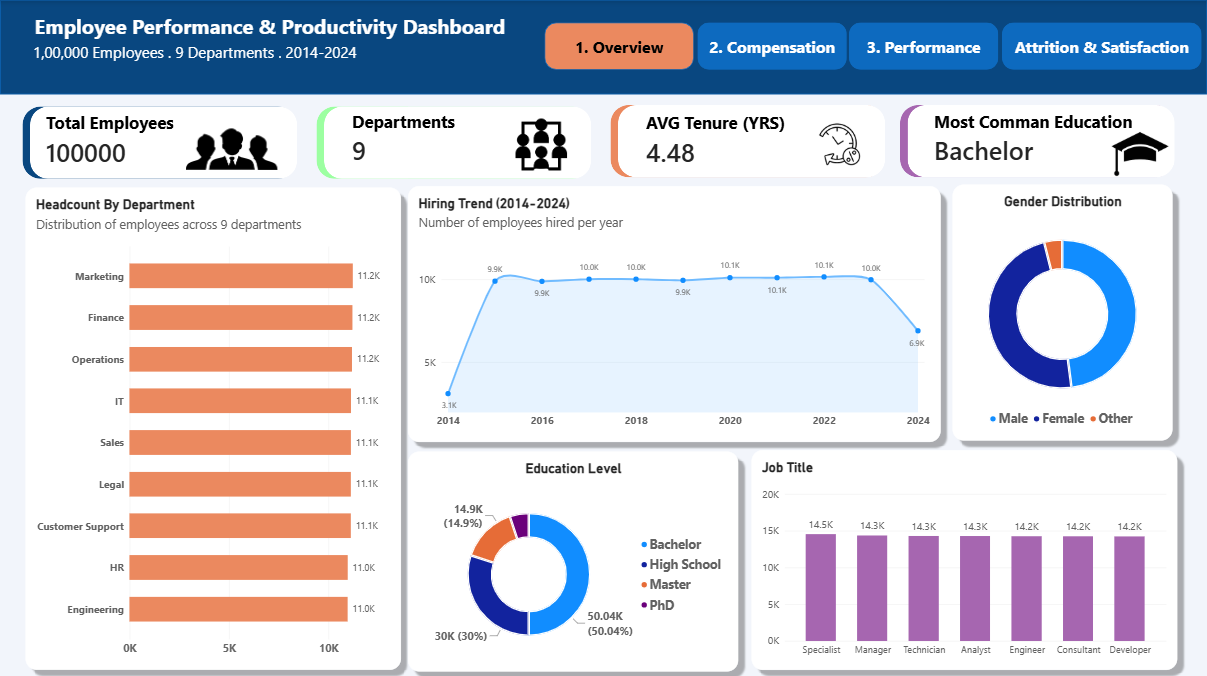 Employee Performance & Productivity Dashboard
1,00,000 Employees . 9 Departments . 2014-2024
1. Overview
2. Compensation
3. Performance
Attrition & Satisfaction
Total Employees
100000
Departments
9
AVG Tenure (YRS)
4.48
Most Comman Education
Bachelor
Headcount By Department
Distribution of employees across 9 departments
Marketing 11.2K
Finance 11.2K
Operations 11.2K
IT 11.1K
Sales 11.1K
Legal 11.1K
Customer Support 11.1K
HR 11.0K
Engineering 11.0K
0K 5K 10K
Hiring Trend (2014-2024)
Number of employees hired per year
10K
5K
3.1K
9.9K
9.9K
10.0K
10.0K
9.9K
10.1K
10.1K
10.1K
10.0K
6.9K
2014 2016 2018 2020 2022 2024
Gender Distribution
Male Female Other
Education Level
14.9K
(14.9%)
30K (30%)
50.04K
(50.04%)
Bachelor
High School
Master
PhD
Job Title
20K
15K
10K
5K
0K
14.5K 14.3K 14.3K 14.3K 14.2K 14.2K 14.2K
Specialist Manager Technician Analyst Engineer Consultant Developer